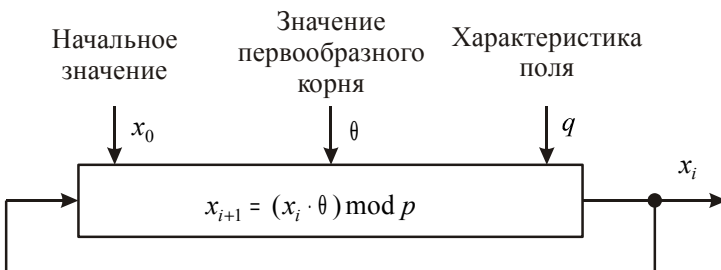 Начальное
значение
Значение
первообразного
корня
Характеристика
поля
x₀
θ
q
xᵢ
xᵢ₊₁ = (xᵢ · θ) mod p